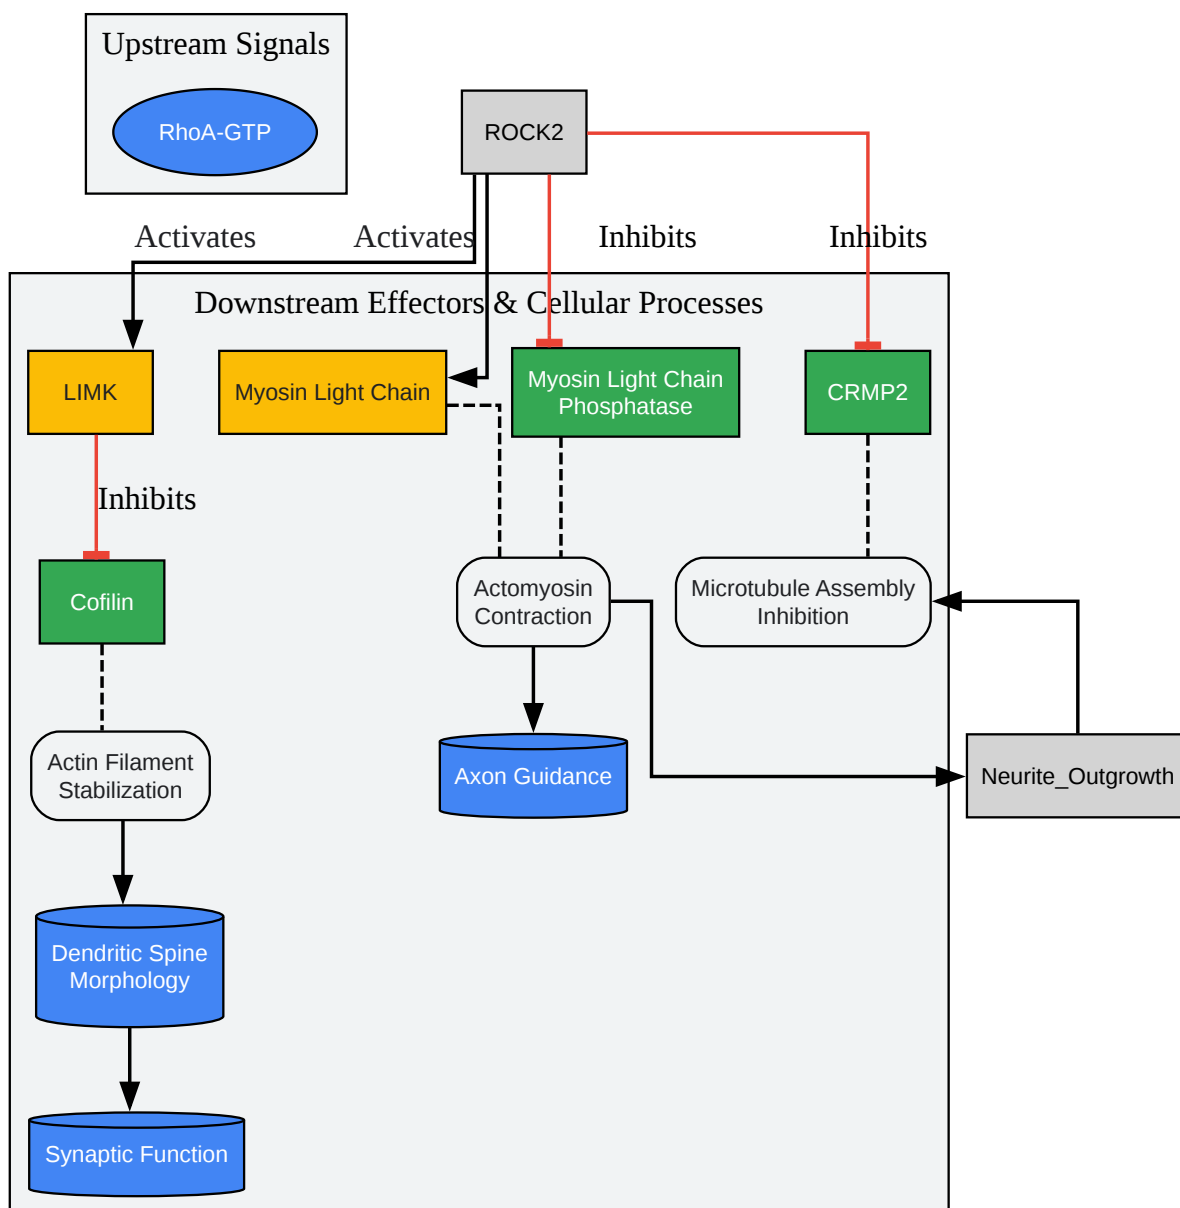 Upstream Signals
RhoA-GTP
ROCK2
Activates
Activates
Inhibits
Inhibits
Downstream Effectors & Cellular Processes
LIMK
Myosin Light Chain
Myosin Light Chain
Phosphatase
CRMP2
Inhibits
Cofilin
Actomyosin
Contraction
Microtubule Assembly
Inhibition
Actin Filament
Stabilization
Axon Guidance
Neurite_Outgrowth
Dendritic Spine
Morphology
Synaptic Function